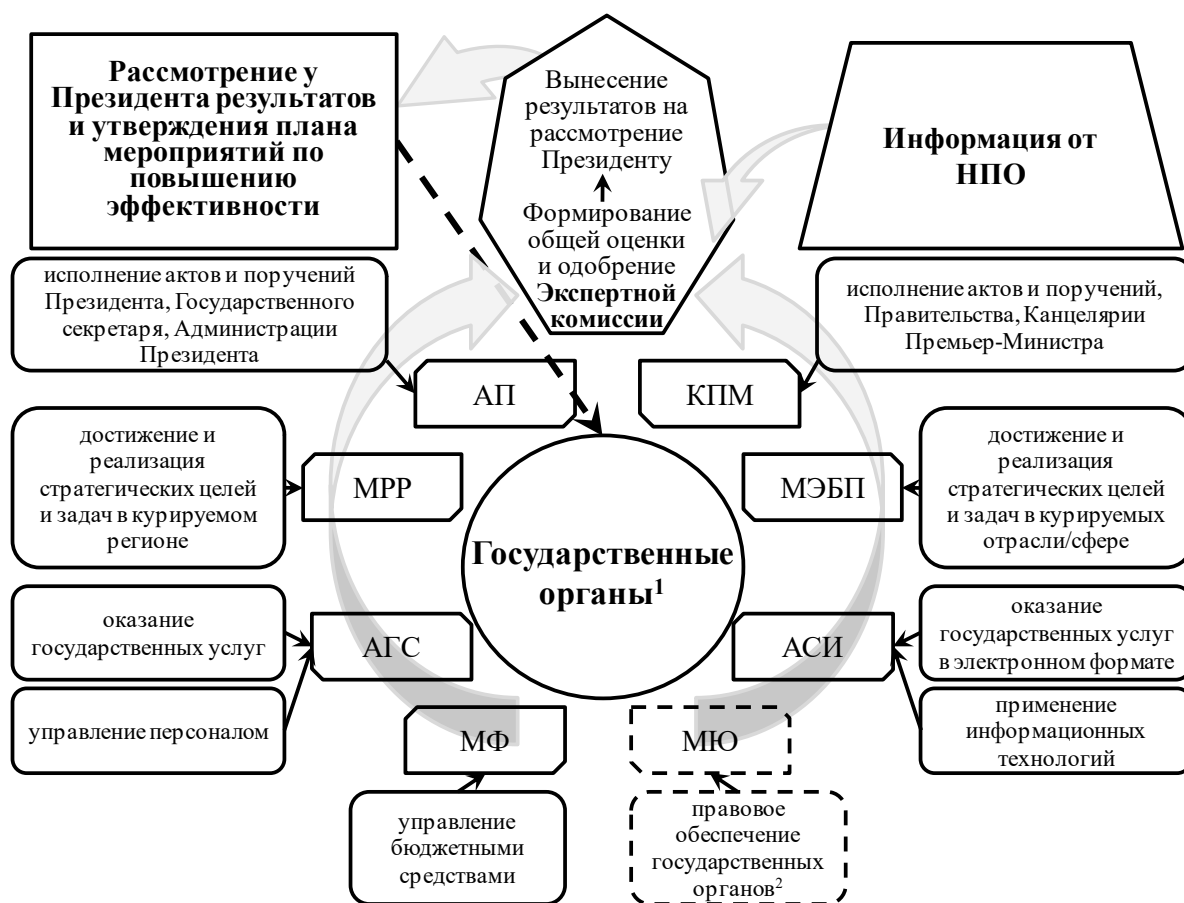 Рассмотрение у
Президента результатов
и утверждения плана
мероприятий по
повышению
эффективности
Вынесение
результатов на
рассмотрение
Президенту
Формирование
общей оценки
и одобрение
Экспертной
комиссии
Информация от
НПО
исполнение актов и поручений
Президента, Государственного
секретаря, Администрации
Президента
исполнение актов и поручений,
Правительства, Канцелярии
Премьер-Министра
АП
КПМ
достижение и
реализация
стратегических целей
и задач в курируемом
регионе
МРР
МЭБП
достижение и
реализация
стратегических целей
и задач в курируемых
отрасли/сфере
Государственные
органы1
оказание
государственных услуг
АГС
АСИ
оказание
государственных услуг
в электронном формате
управление персоналом
применение
информационных
технологий
МФ
МЮ
управление
бюджетными
средствами
правовое
обеспечение
государственных
органов2